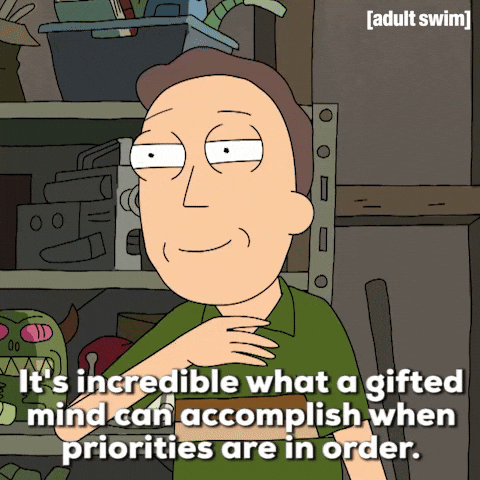 [adult swim]
It's incredible what a gifted
mind can accomplish when
priorities are in order.